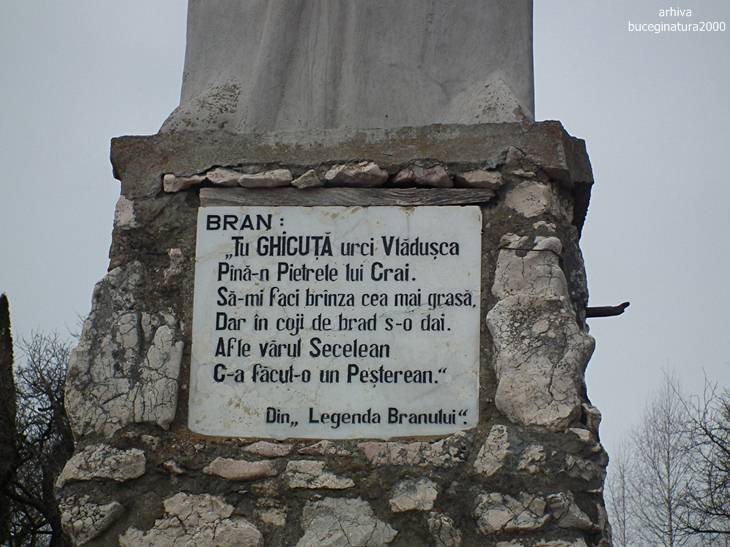 arhiva
buceginatura2000
BRAN :
„Tu GHICUȚĂ urci Vlădușca
Pînă-n Pietrele lui Crai.
Să-mi faci brînza cea mai grasă,
Dar în coji de brad s-o dai.
Afle vărul Secelean
C-a făcut-o un Peșterean.“
Din„ Legenda Branului“